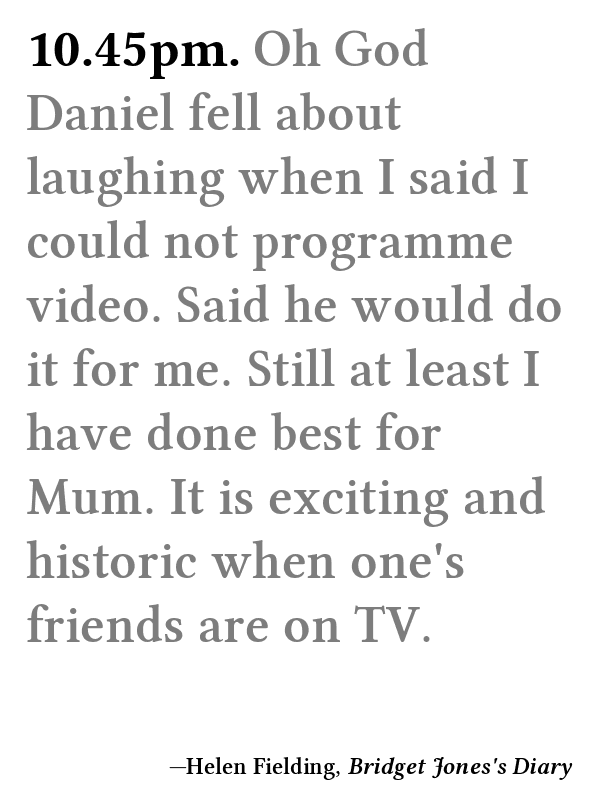 10.45pm. Oh God
Daniel fell about
laughing when I said I
could not programme
video. Said he would do
it for me. Still at least I
have done best for
Mum. It is exciting and
historic when one's
friends are on TV.
—Helen Fielding, Bridget Jones's Diary